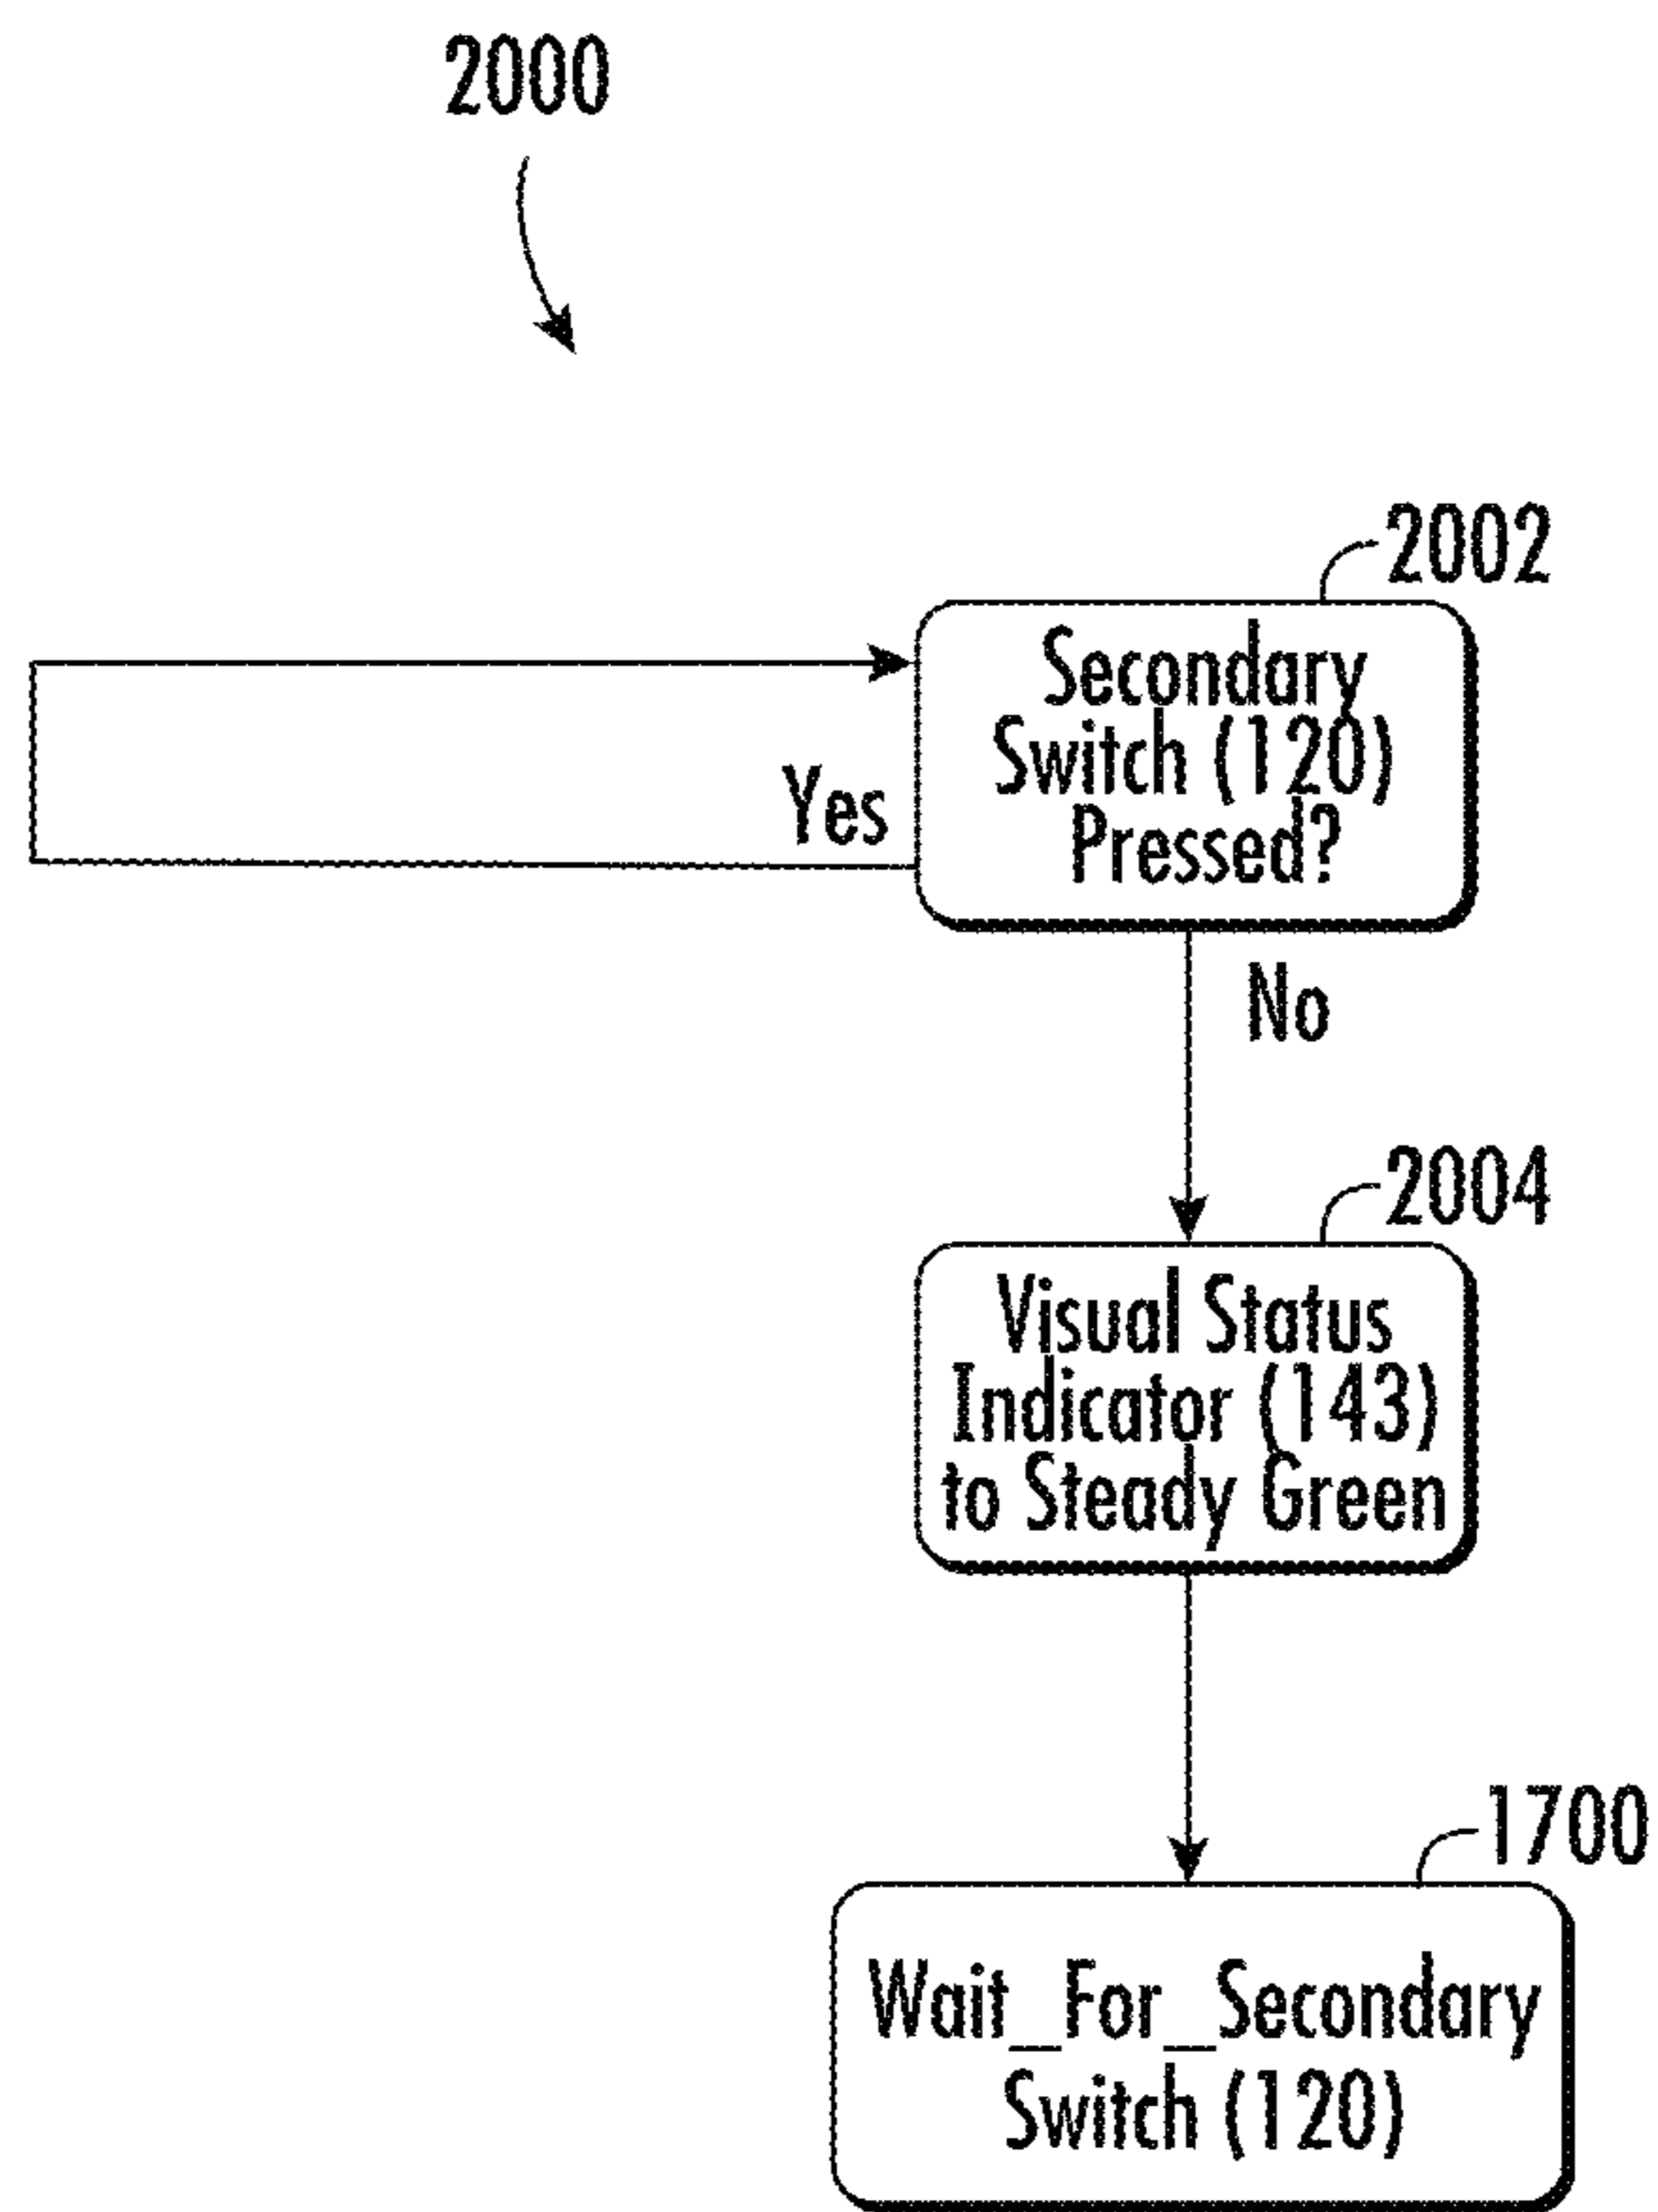 2000
2002
Secondary
Switch (120)
Pressed?
Yes
No
2004
Visual Status
Indicator (143)
to Steady Green
1700
Wait_For_Secondary
Switch (120)